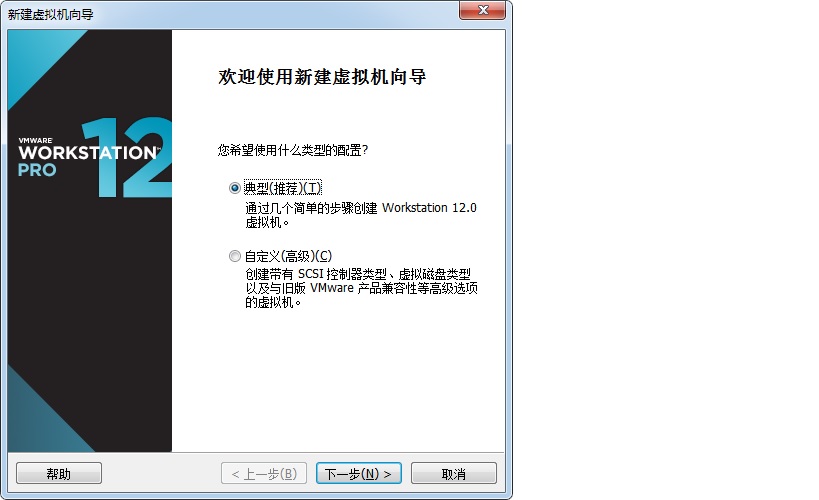 新建虚拟机向导
欢迎使用新建虚拟机向导
VMWARE
WORKSTATION™
PRO
12
您希望使用什么类型的配置?
典型(推荐)(T)
通过几个简单的步骤创建 Workstation 12.0
虚拟机。
自定义(高级)(C)
创建带有 SCSI 控制器类型、虚拟磁盘类型
以及与旧版 VMware 产品兼容性等高级选项
的虚拟机。
帮助
< 上一步(B)
下一步(N) >
取消